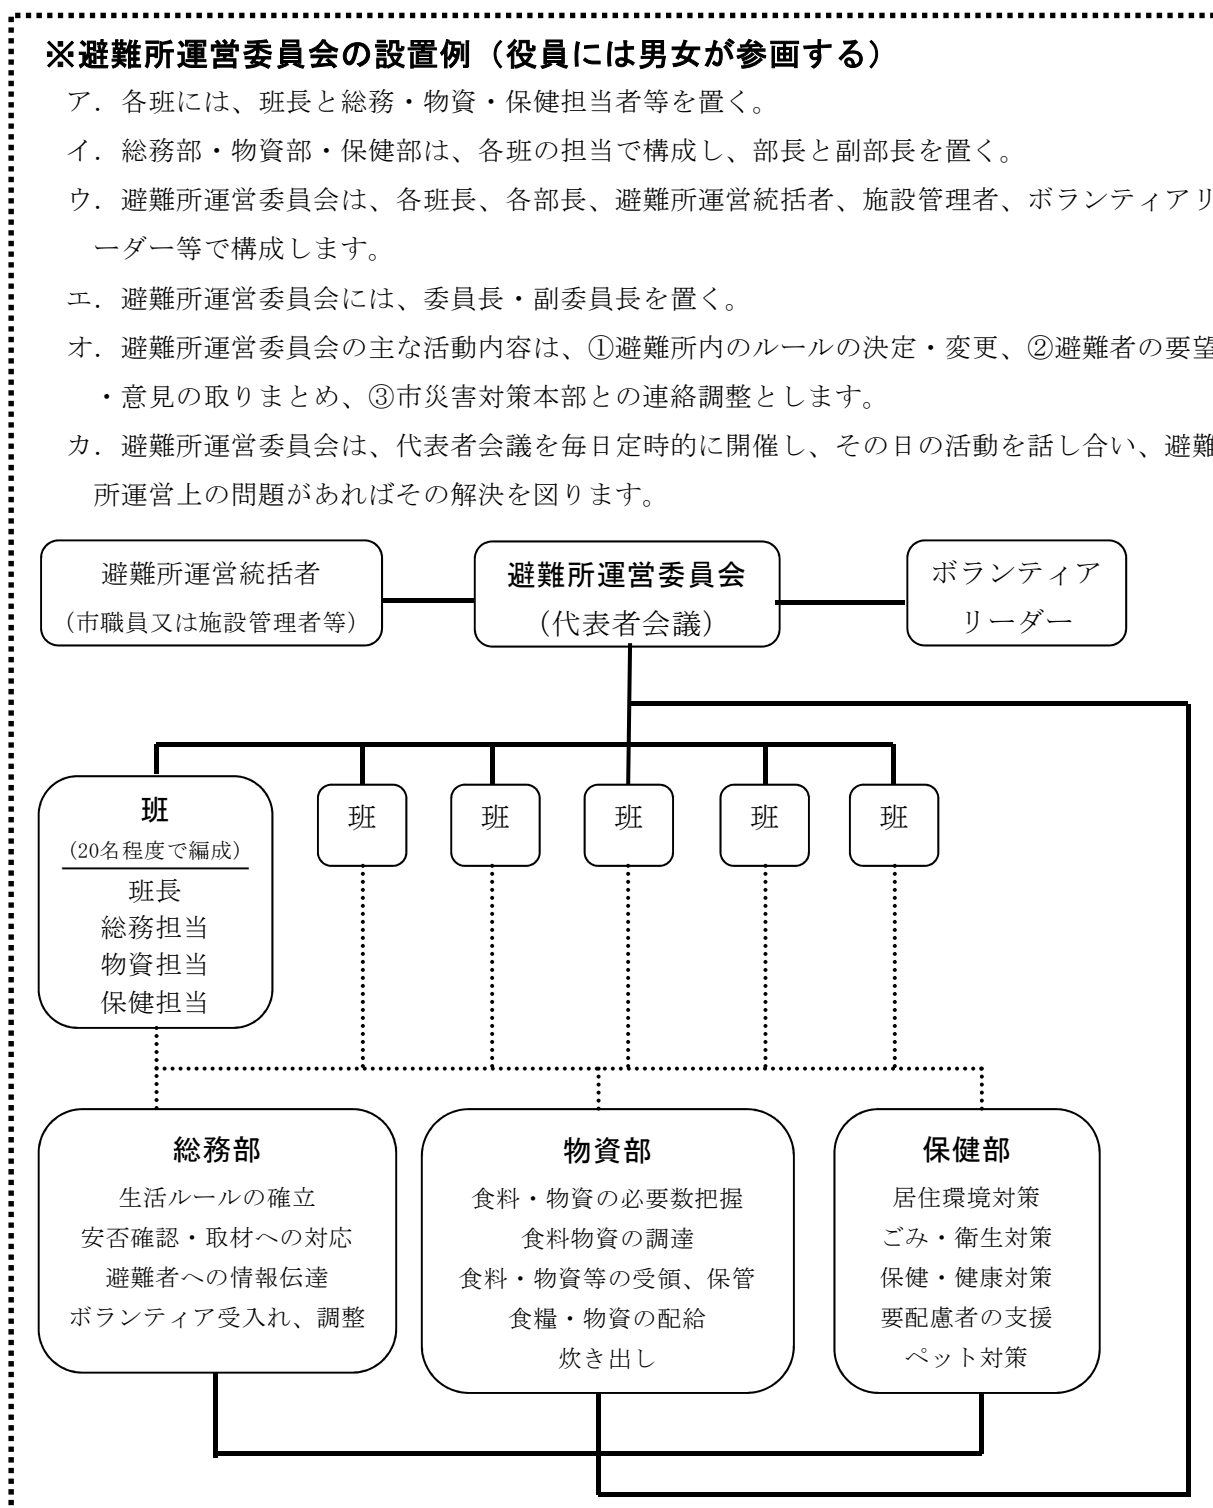 ※避難所運営委員会の設置例（役員には男女が参画する）
ア．各班には、班長と総務・物資・保健担当者等を置く。
イ．総務部・物資部・保健部は、各班の担当で構成し、部長と副部長を置く。
ウ．避難所運営委員会は、各班長、各部長、避難所運営統括者、施設管理者、ボランティアリ
ーダー等で構成します。
エ．避難所運営委員会には、委員長・副委員長を置く。
オ．避難所運営委員会の主な活動内容は、①避難所内のルールの決定・変更、②避難者の要望
・意見の取りまとめ、③市災害対策本部との連絡調整とします。
カ．避難所運営委員会は、代表者会議を毎日定時的に開催し、その日の活動を話し合い、避難
所運営上の問題があればその解決を図ります。
避難所運営統括者
（市職員又は施設管理者等）
避難所運営委員会
（代表者会議）
ボランティア
リーダー
班
（20名程度で編成）
班長
総務担当
物資担当
保健担当
班
班
班
班
班
総務部
生活ルールの確立
安否確認・取材への対応
避難者への情報伝達
ボランティア受入れ、調整
物資部
食料・物資の必要数把握
食料物資の調達
食料・物資等の受領、保管
食糧・物資の配給
炊き出し
保健部
居住環境対策
ごみ・衛生対策
保健・健康対策
要配慮者の支援
ペット対策